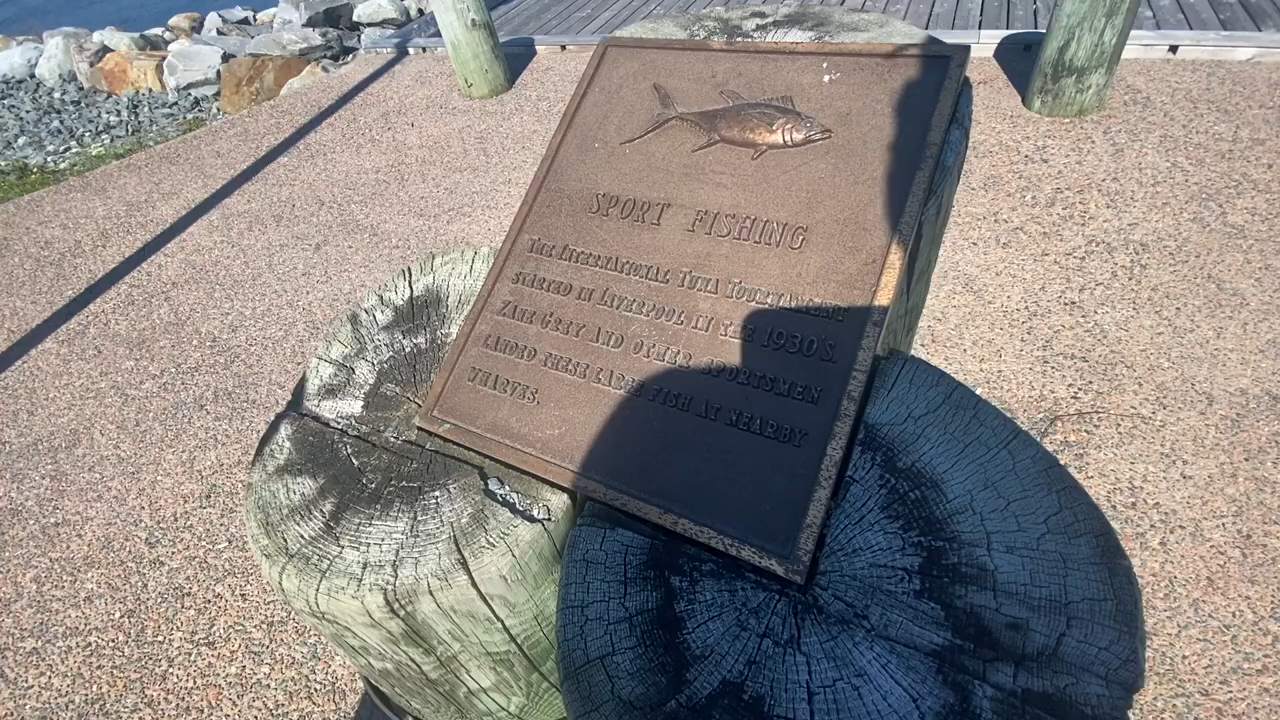 SPORT FISHING
THE INTERNATIONAL TUNA TOURNAMENT
STARTED IN LIVERPOOL IN THE 1930'S.
ZANE GREY AND OTHER SPORTSMEN
LANDED THESE LARGE FISH AT NEARBY
WHARVES.